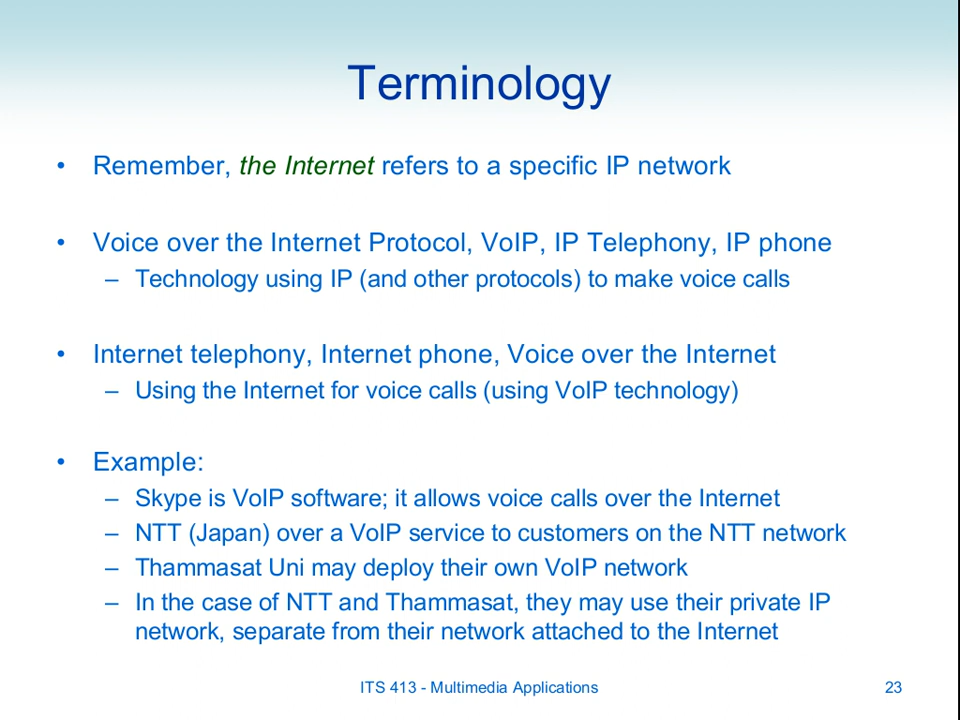 Terminology
• Remember, the Internet refers to a specific IP network
• Voice over the Internet Protocol, VoIP, IP Telephony, IP phone
– Technology using IP (and other protocols) to make voice calls
• Internet telephony, Internet phone, Voice over the Internet
– Using the Internet for voice calls (using VoIP technology)
• Example:
– Skype is VoIP software; it allows voice calls over the Internet
– NTT (Japan) over a VoIP service to customers on the NTT network
– Thammasat Uni may deploy their own VoIP network
– In the case of NTT and Thammasat, they may use their private IP
network, separate from their network attached to the Internet
ITS 413 - Multimedia Applications
23